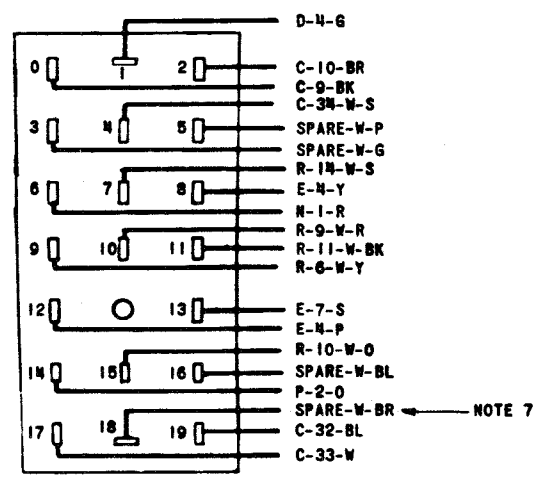 D-4-G
0 1 2 C-10-BR
C-9-BK
C-34-W-S
3 4 5 SPARE-W-P
SPARE-W-G
R-14-W-S
6 7 8 E-4-Y
N-1-R
R-9-W-R
9 10 11 R-11-W-BK
R-6-W-Y
12 13 E-7-S
E-4-P
R-10-W-O
14 15 16 SPARE-W-BL
P-2-O
SPARE-W-BR NOTE 7
17 18 19 C-32-BL
C-33-W